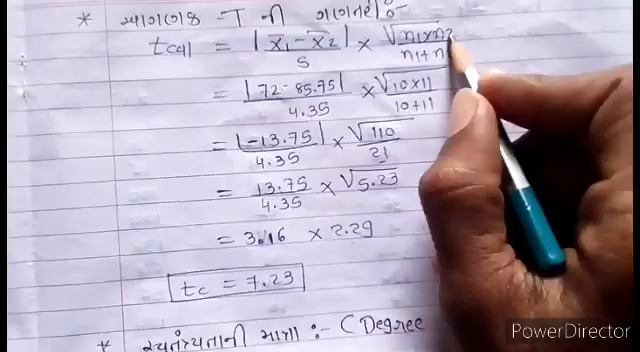 * ગણાયક -T ની ગણતરી :-
tcal = |x̄₁ - x̄₂| / S × √n₁×n₂ / n₁+n
= |72-85.75| / 4.35 × √10×11 / 10+11
= |-13.75| / 4.35 × √110 / 21
= 13.75 / 4.35 × √5.23
= 3.16 × 2.29
tc = 7.23
* સ્વતંત્રતાની માત્રા :- (Degree
PowerDirector